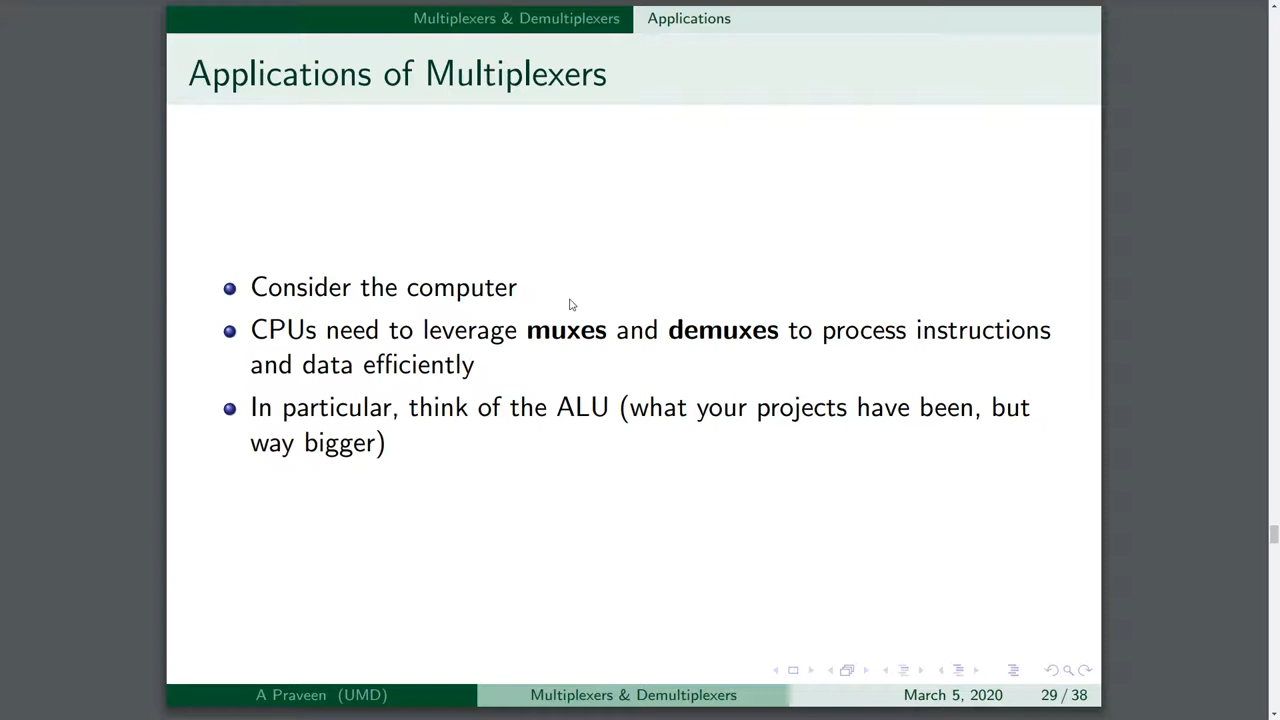 Multiplexers & Demultiplexers Applications
Applications of Multiplexers
Consider the computer
CPUs need to leverage muxes and demuxes to process instructions
and data efficiently
In particular, think of the ALU (what your projects have been, but
way bigger)
A Praveen (UMD) Multiplexers & Demultiplexers March 5, 2020 29 / 38